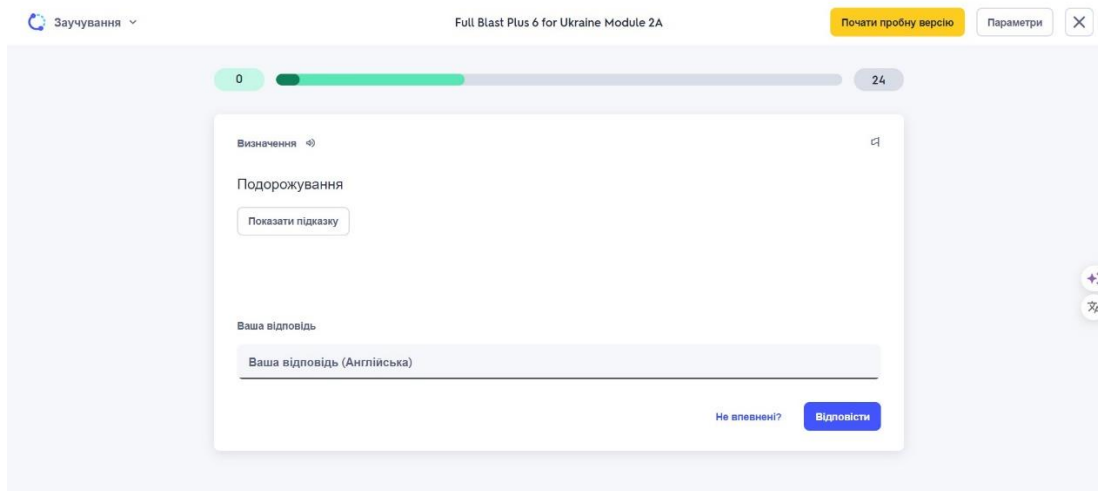 Заучування
Full Blast Plus 6 for Ukraine Module 2A
Почати пробну версію
Параметри
0
24
Визначення
Подорожування
Показати підказку
Ваша відповідь
Ваша відповідь (Англійська)
Не впевнені?
Відповісти